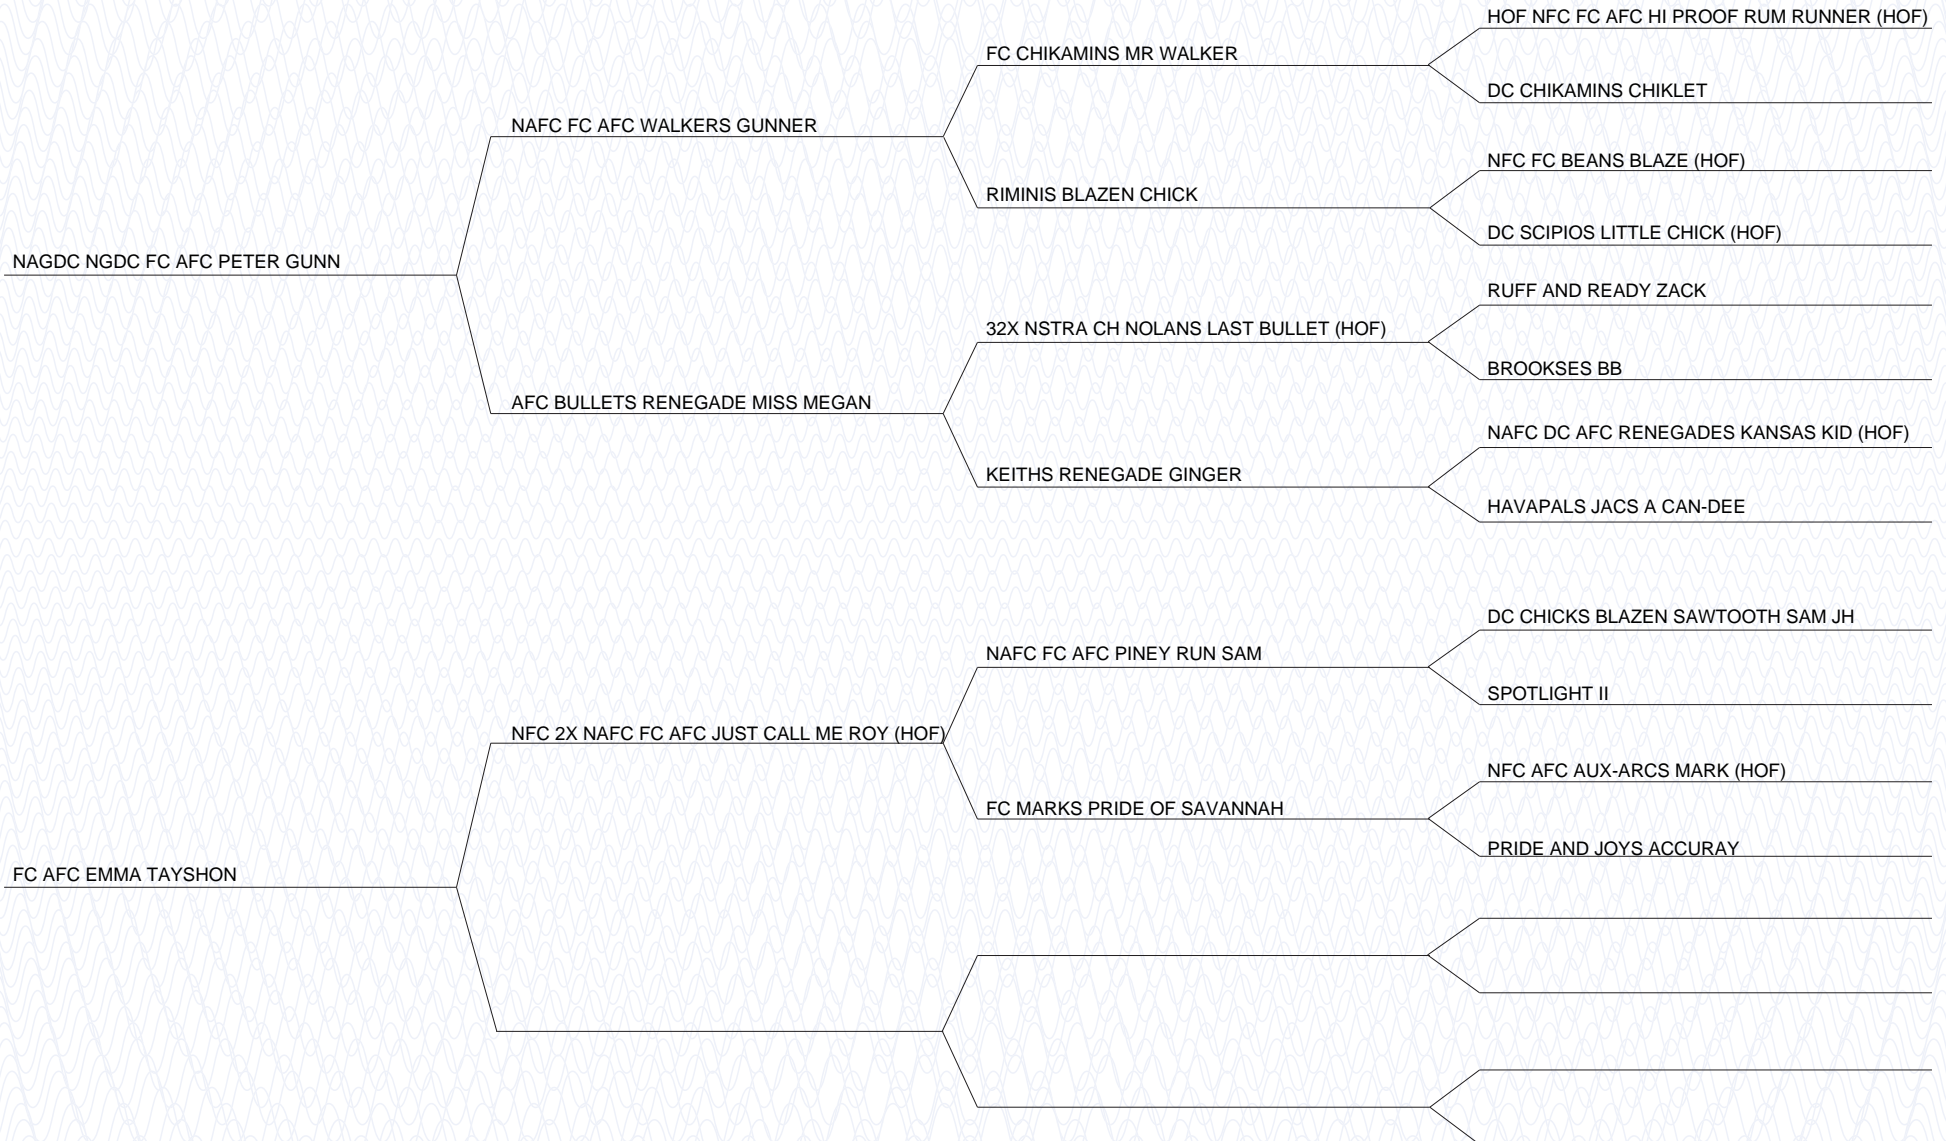 HOF NFC FC AFC HI PROOF RUM RUNNER (HOF)
FC CHIKAMINS MR WALKER
DC CHIKAMINS CHIKLET
NAFC FC AFC WALKERS GUNNER
NFC FC BEANS BLAZE (HOF)
RIMINIS BLAZEN CHICK
DC SCIPIOS LITTLE CHICK (HOF)
NAGDC NGDC FC AFC PETER GUNN
RUFF AND READY ZACK
32X NSTRA CH NOLANS LAST BULLET (HOF)
BROOKSES BB
AFC BULLETS RENEGADE MISS MEGAN
NAFC DC AFC RENEGADES KANSAS KID (HOF)
KEITHS RENEGADE GINGER
HAVAPALS JACS A CAN-DEE
DC CHICKS BLAZEN SAWTOOTH SAM JH
NAFC FC AFC PINEY RUN SAM
SPOTLIGHT II
NFC 2X NAFC FC AFC JUST CALL ME ROY (HOF)
NFC AFC AUX-ARCS MARK (HOF)
FC MARKS PRIDE OF SAVANNAH
PRIDE AND JOYS ACCURAY
FC AFC EMMA TAYSHON